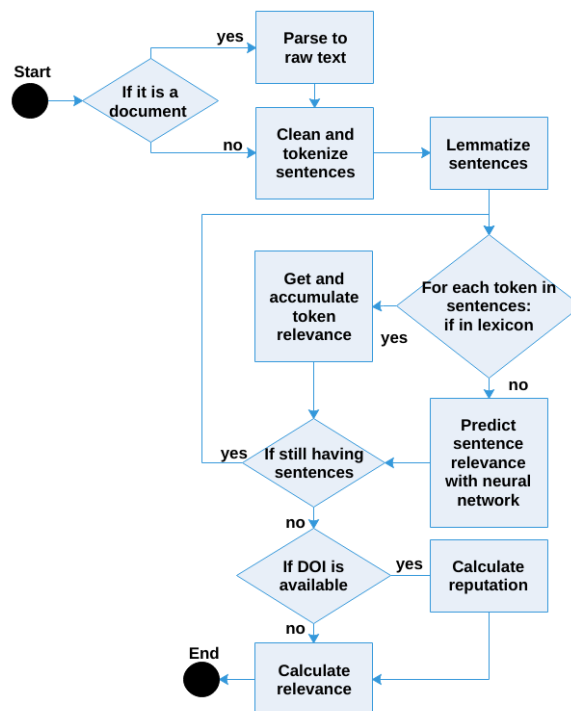 yes
Parse to
raw text
Start
If it is a
document
no
Clean and
tokenize
sentences
Lemmatize
sentences
Get and
accumulate
token
relevance
For each token in
sentences:
if in lexicon
yes
no
yes
If still having
sentences
Predict
sentence
relevance
with neural
network
no
If DOI is
available
yes
Calculate
reputation
no
End
Calculate
relevance